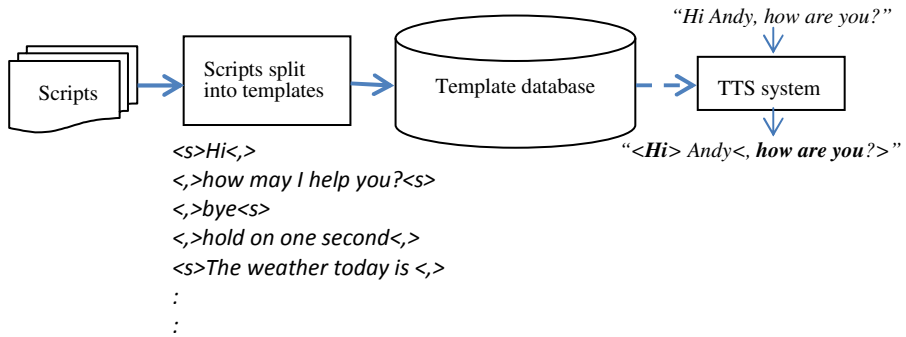 “Hi Andy, how are you?”
Scripts
Scripts split
into templates
Template database
TTS system
“<Hi> Andy<, how are you?>”
<s>Hi<,>
<,>how may I help you?<s>
<,>bye<s>
<,>hold on one second<,>
<s>The weather today is <,>
:
: